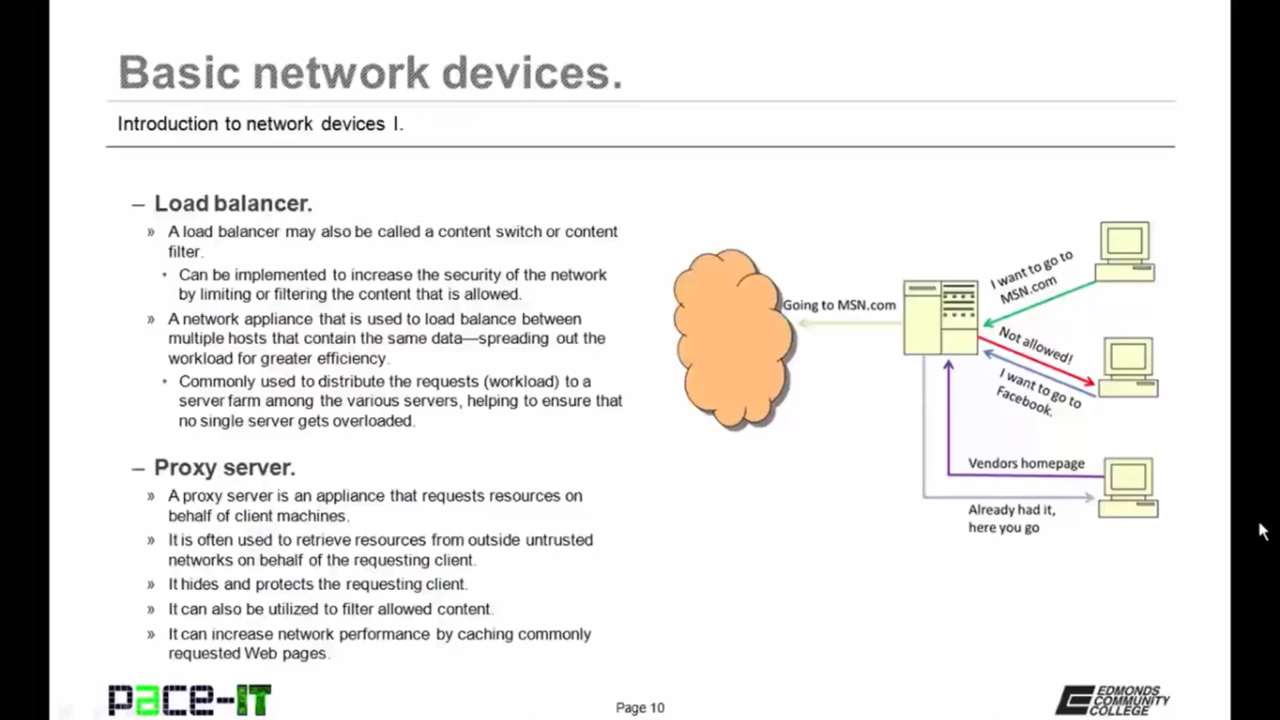 Basic network devices.
Introduction to network devices I.
– Load balancer.
» A load balancer may also be called a content switch or content
filter.
• Can be implemented to increase the security of the network
by limiting or filtering the content that is allowed.
» A network appliance that is used to load balance between
multiple hosts that contain the same data—spreading out the
workload for greater efficiency.
• Commonly used to distribute the requests (workload) to a
server farm among the various servers, helping to ensure that
no single server gets overloaded.
– Proxy server.
» A proxy server is an appliance that requests resources on
behalf of client machines.
» It is often used to retrieve resources from outside untrusted
networks on behalf of the requesting client.
» It hides and protects the requesting client.
» It can also be utilized to filter allowed content.
» It can increase network performance by caching commonly
requested Web pages.
Going to MSN.com
I want to go to
MSN.com
Not allowed!
I want to go to
Facebook.
Vendors homepage
Already had it,
here you go
PACE-IT
Page 10
EDMONDS
COMMUNITY
COLLEGE